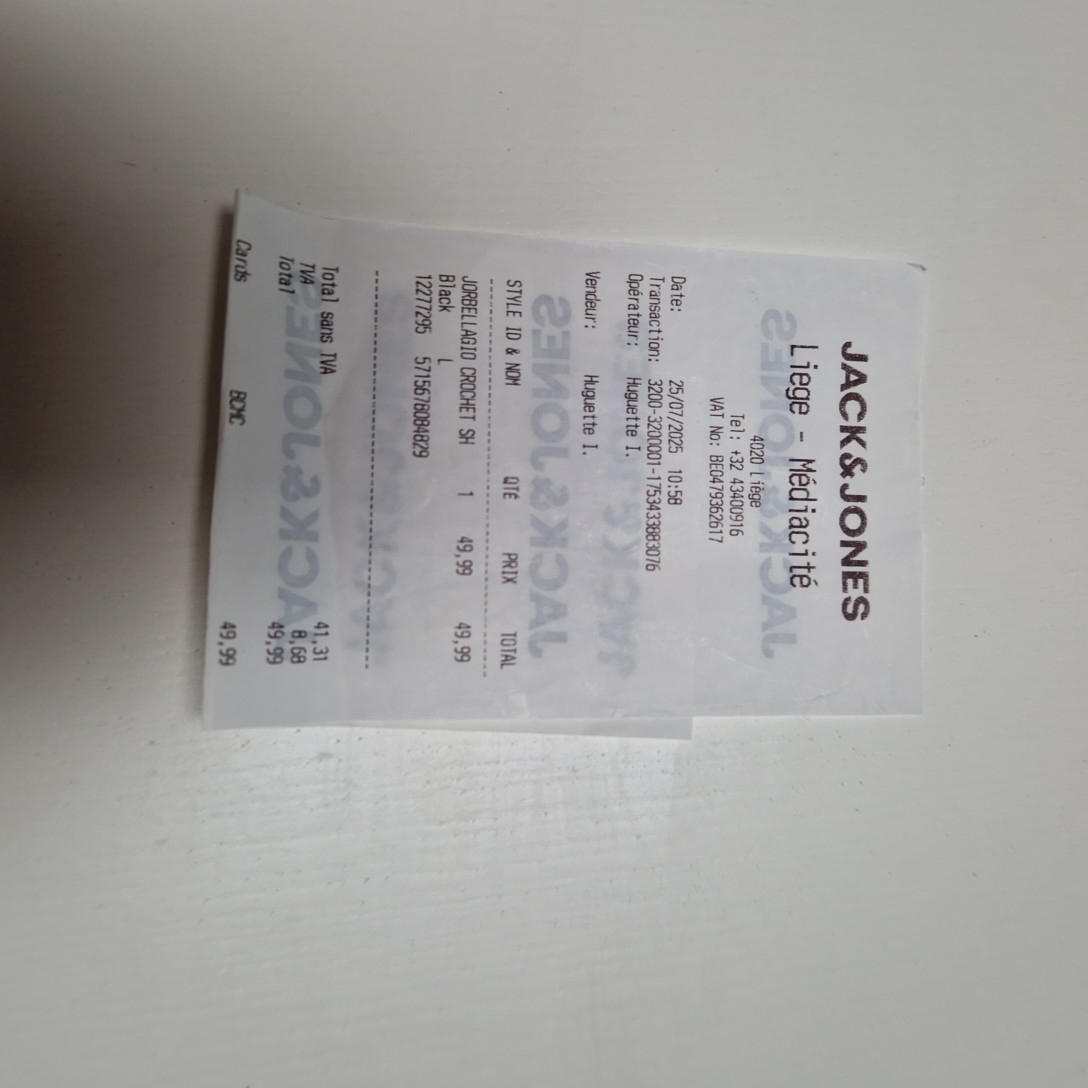 JACK&JONES
Liege - Médiacité
4020 Liège
Tel: +32 43400916
VAT No: BE0479362617
Date: 25/07/2025 10:58
Transaction: 3200-3200001-1753433883076
Opérateur: Huguette I.
Vendeur: Huguette I.
STYLE ID & NOM QTÉ PRIX TOTAL
JORBELLAGIO CROCHET SH 1 49,99 49,99
Black L
12277295 5715678084829
Total sans TVA 41,31
TVA 8,68
Total 49,99
Cards BCMC 49,99